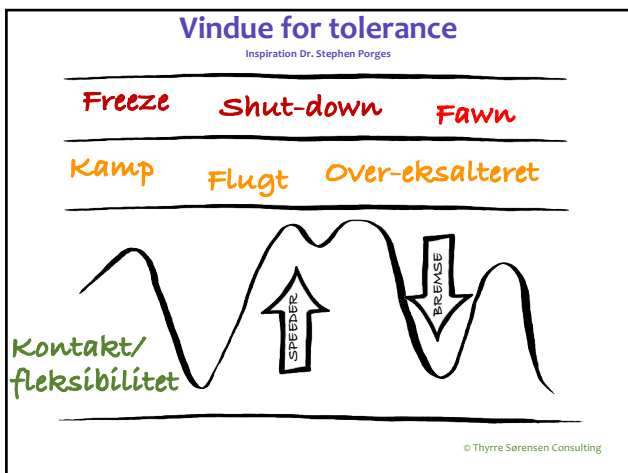 Vindue for tolerance
Inspiration Dr. Stephen Porges
Freeze Shut-down Fawn
Kamp Flugt Over-eksalteret
SPEEDER
BREMSE
Kontakt/
fleksibilitet
© Thyrre Sørensen Consulting